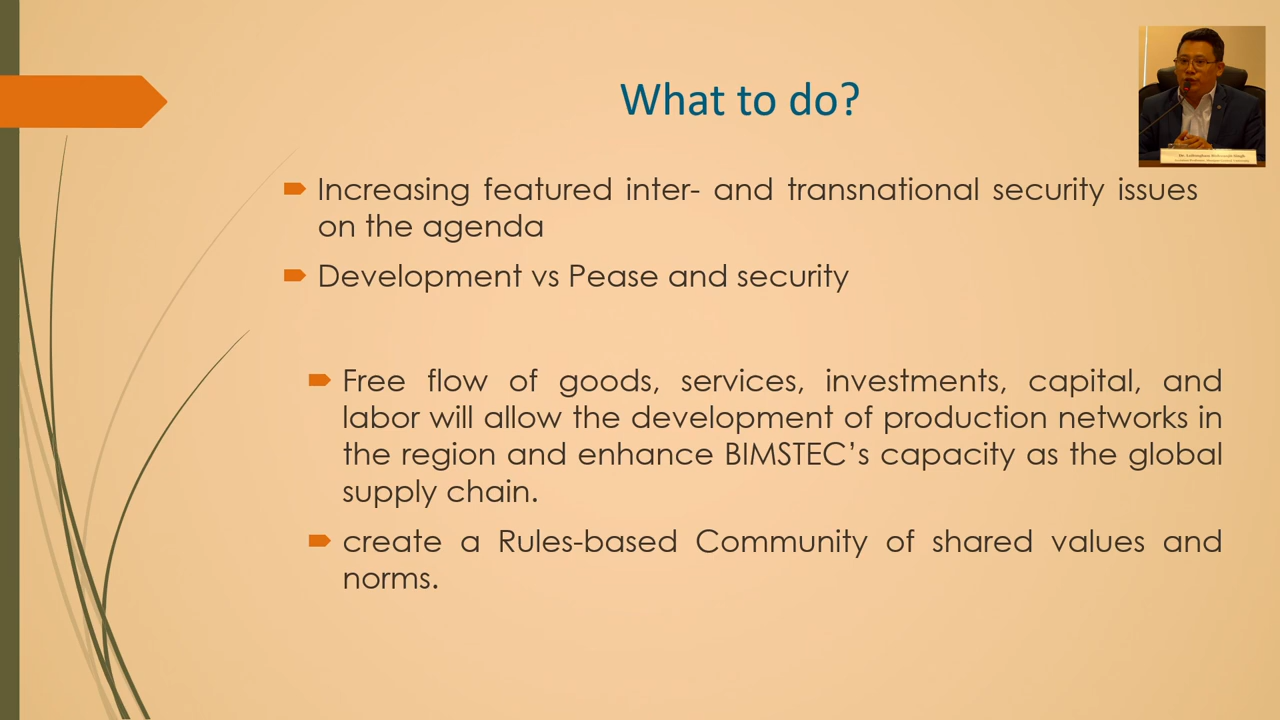 What to do?
Increasing featured inter- and transnational security issues
on the agenda
Development vs Pease and security
Free flow of goods, services, investments, capital, and
labor will allow the development of production networks in
the region and enhance BIMSTEC’s capacity as the global
supply chain.
create a Rules-based Community of shared values and
norms.